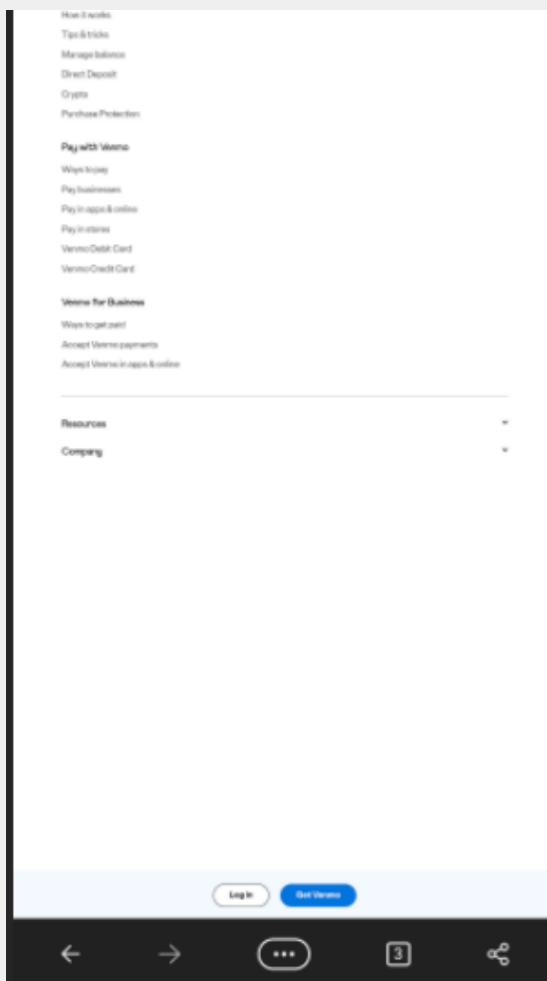 How it works
Tips & tricks
Manage balance
Direct Deposit
Crypto
Purchase Protection
Pay with Venmo
Ways to pay
Pay businesses
Pay in apps & online
Pay in stores
Venmo Debit Card
Venmo Credit Card
Venmo for Business
Ways to get paid
Accept Venmo payments
Accept Venmo in apps & online
Resources
Company
Log in
Get Venmo
3